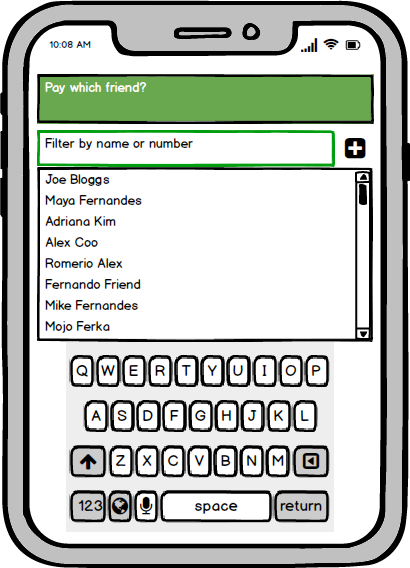 10:08 AM
Pay which friend?
Filter by name or number
Joe Bloggs
Maya Fernandes
Adriana Kim
Alex Coo
Romerio Alex
Fernando Friend
Mike Fernandes
Mojo Ferka
Q W E R T Y U I O P
A S D F G H J K L
Z X C V B N M
123 space return